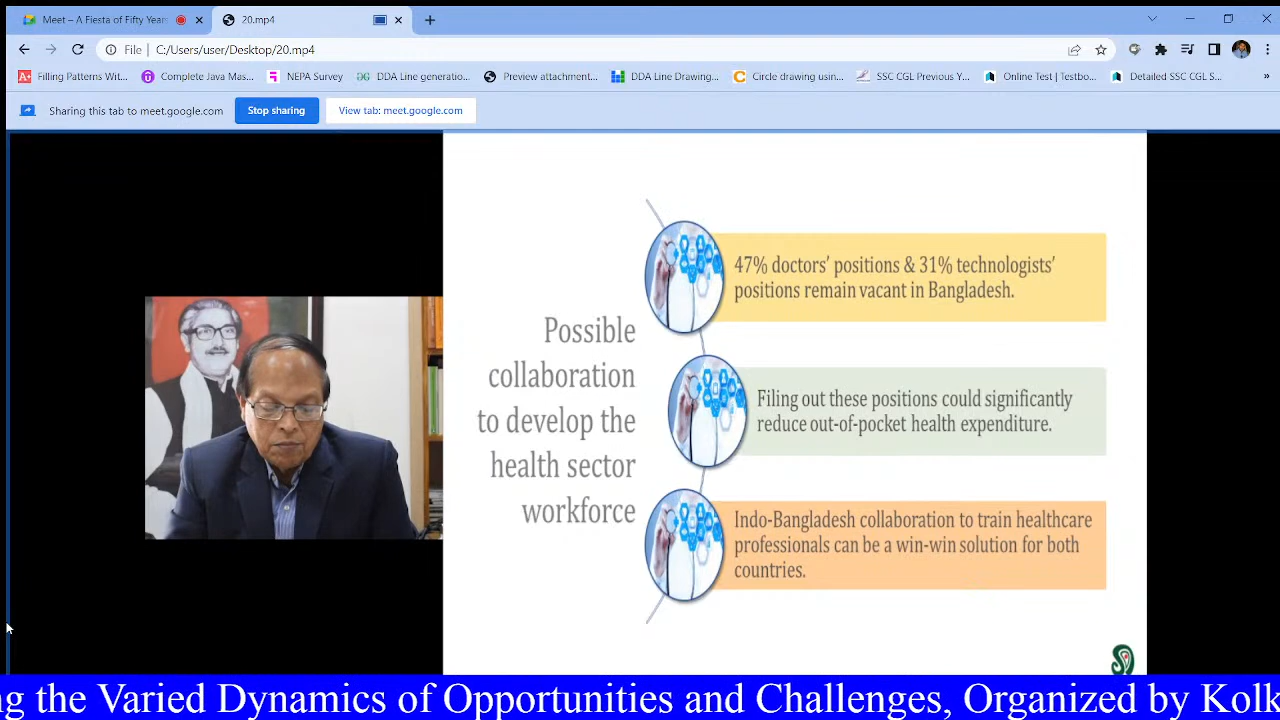 Meet – A Fiesta of Fifty Years
20.mp4
File
C:/Users/user/Desktop/20.mp4
Filling Patterns Wit...
Complete Java Mas...
NEPA Survey
DDA Line generatio...
Preview attachment...
DDA Line Drawing...
Circle drawing usin...
SSC CGL Previous Y...
Online Testl Testbo...
Detailed SSC CGL S...
»
Sharing this tab to meet.google.com
Stop sharing
View tab: meet.google.com
Possible
collaboration
to develop the
health sector
workforce
47% doctors’ positions & 31% technologists’
positions remain vacant in Bangladesh.
Filing out these positions could significantly
reduce out-of-pocket health expenditure.
Indo-Bangladesh collaboration to train healthcare
professionals can be a win-win solution for both
countries.
ng the Varied Dynamics of Opportunities and Challenges, Organized by Kolk